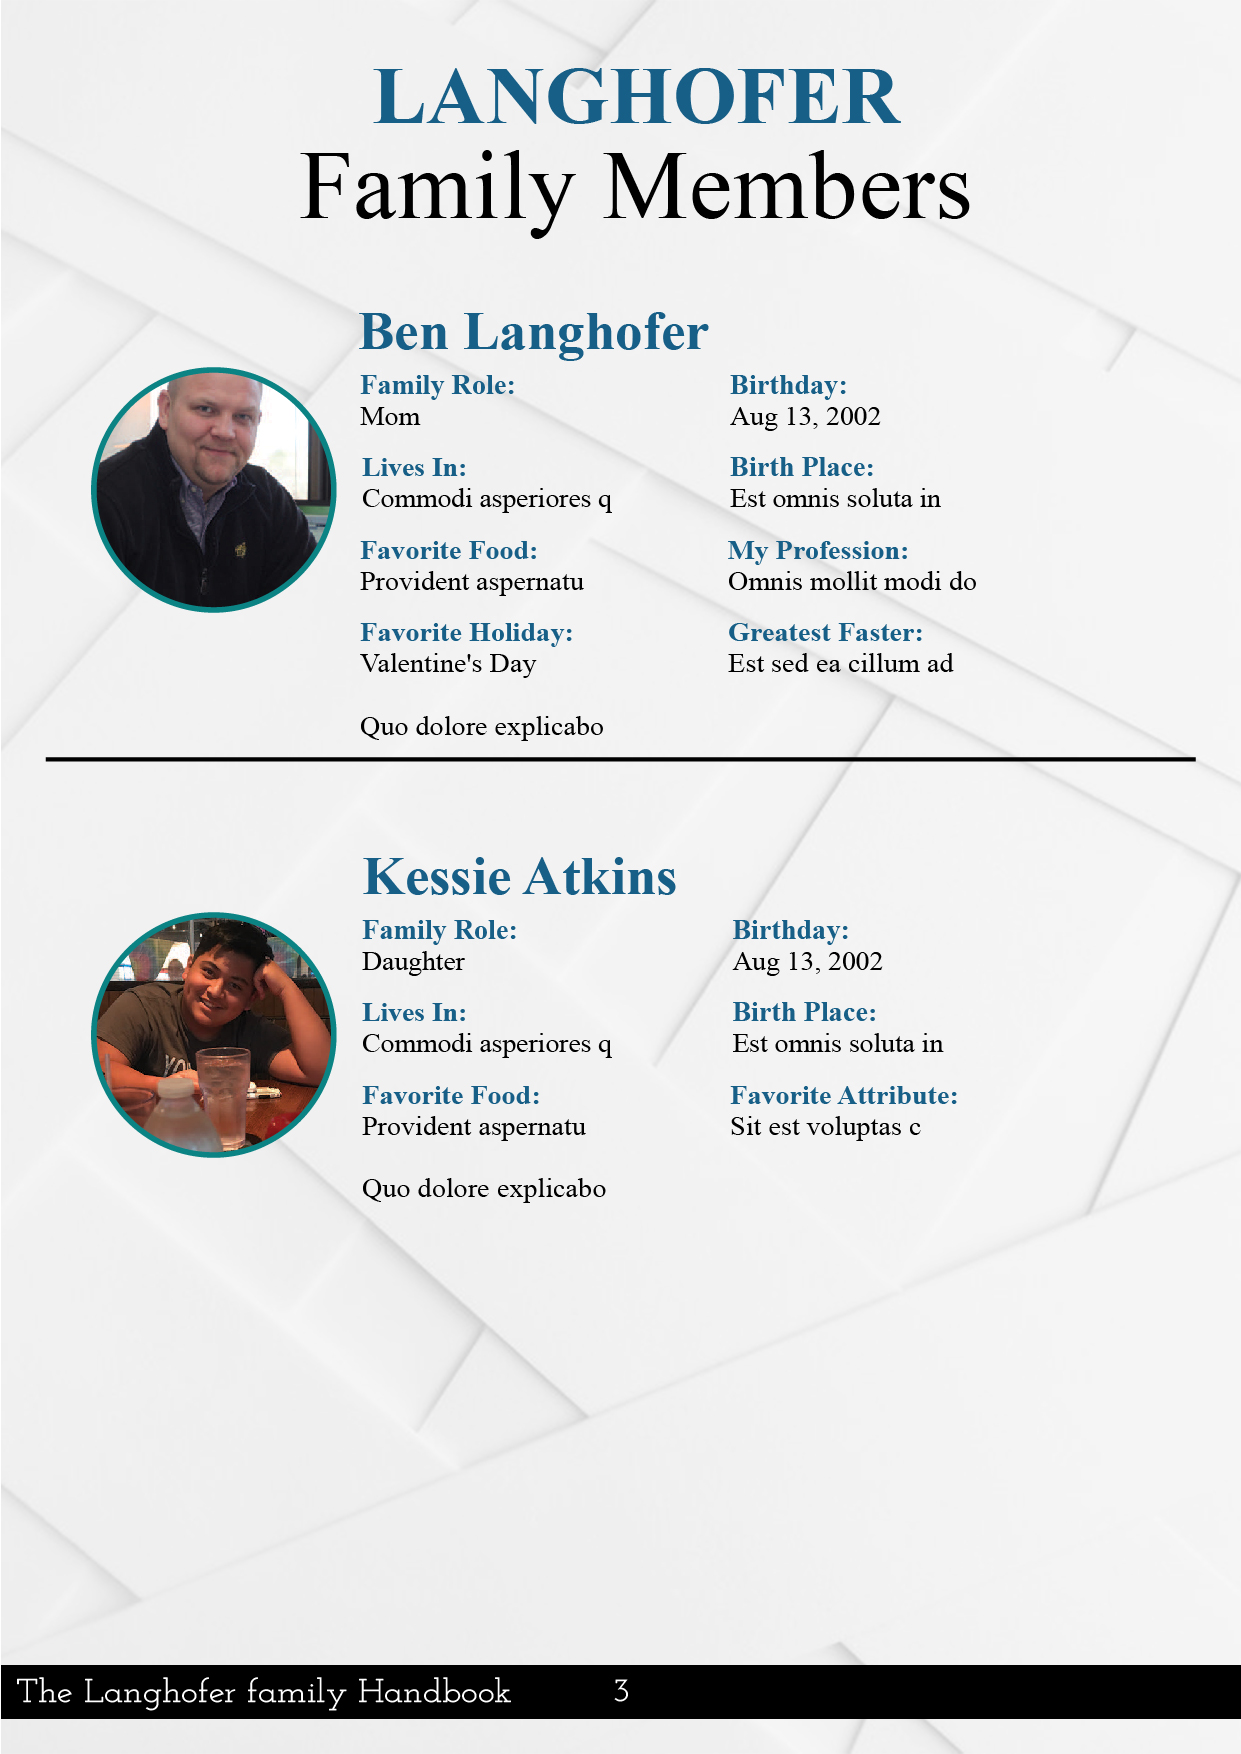 LANGHOFER
Family Members
Ben Langhofer
Family Role:
Mom
Birthday:
Aug 13, 2002
Lives In:
Commodi asperiores q
Birth Place:
Est omnis soluta in
Favorite Food:
Provident aspernatu
My Profession:
Omnis mollit modi do
Favorite Holiday:
Valentine's Day
Greatest Faster:
Est sed ea cillum ad
Quo dolore explicabo
Kessie Atkins
Family Role:
Daughter
Birthday:
Aug 13, 2002
Lives In:
Commodi asperiores q
Birth Place:
Est omnis soluta in
Favorite Food:
Provident aspernatu
Favorite Attribute:
Sit est voluptas c
Quo dolore explicabo
The Langhofer family Handbook 3